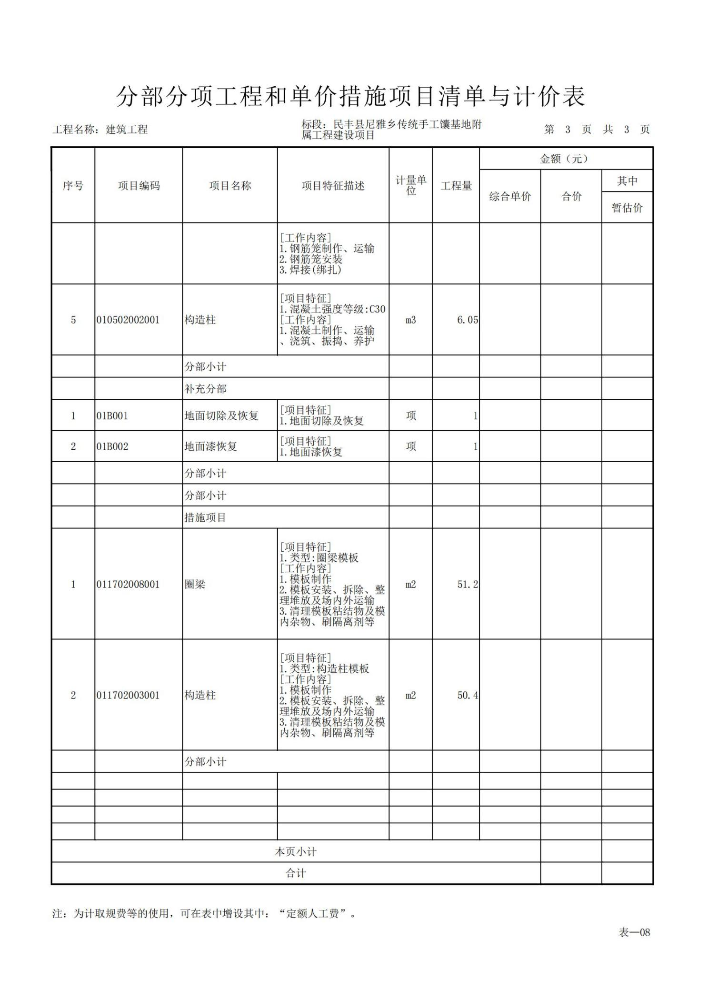 分部分项工程和单价措施项目清单与计价表
工程名称：建筑工程
标段：民丰县尼雅乡传统手工馕基地附
属工程建设项目
第 3 页 共 3 页
序号
项目编码
项目名称
项目特征描述
计量单
位
工程量
金额（元）
综合单价
合价
其中
暂估价
[工作内容]
1.钢筋笼制作、运输
2.钢筋笼安装
3.焊接(绑扎)
5
010502002001
构造柱
[项目特征]
1.混凝土强度等级:C30
[工作内容]
1.混凝土制作、运输
、浇筑、振捣、养护
m3
6.05
分部小计
补充分部
1
01B001
地面切除及恢复
[项目特征]
1.地面切除及恢复
项
1
2
01B002
地面漆恢复
[项目特征]
1.地面漆恢复
项
1
分部小计
分部小计
措施项目
1
011702008001
圈梁
[项目特征]
1.类型:圈梁模板
[工作内容]
1.模板制作
2.模板安装、拆除、整
理堆放及场内外运输
3.清理模板粘结物及模
内杂物、刷隔离剂等
m2
51.2
2
011702003001
构造柱
[项目特征]
1.类型:构造柱模板
[工作内容]
1.模板制作
2.模板安装、拆除、整
理堆放及场内外运输
3.清理模板粘结物及模
内杂物、刷隔离剂等
m2
50.4
分部小计
本页小计
合计
注：为计取规费等的使用，可在表中增设其中：“定额人工费”。
表—08